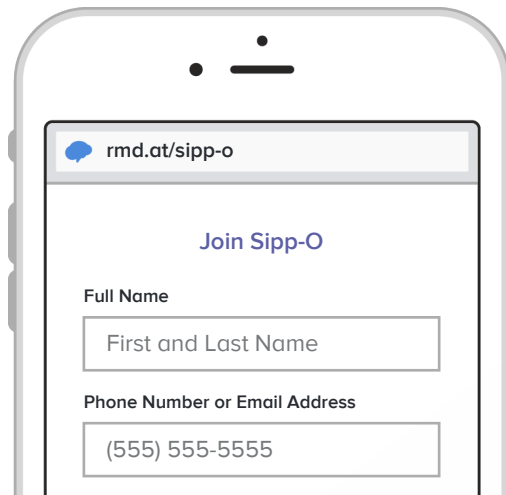 rmd.at/sipp-o
Join Sipp-O
Full Name
First and Last Name
Phone Number or Email Address
(555) 555-5555